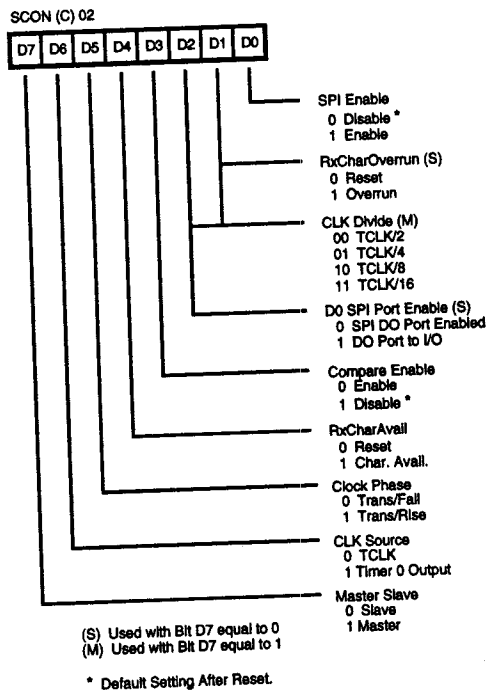 SCON (C) 02
D7 D6 D5 D4 D3 D2 D1 D0
SPI Enable
0 Disable *
1 Enable
RxCharOverrun (S)
0 Reset
1 Overrun
CLK Divide (M)
00 TCLK/2
01 TCLK/4
10 TCLK/8
11 TCLK/16
D0 SPI Port Enable (S)
0 SPI DO Port Enabled
1 DO Port to I/O
Compare Enable
0 Enable
1 Disable *
RxCharAvail
0 Reset
1 Char. Avail.
Clock Phase
0 Trans/Fall
1 Trans/Rise
CLK Source
0 TCLK
1 Timer 0 Output
Master Slave
0 Slave
1 Master
(S) Used with Bit D7 equal to 0
(M) Used with Bit D7 equal to 1
* Default Setting After Reset.